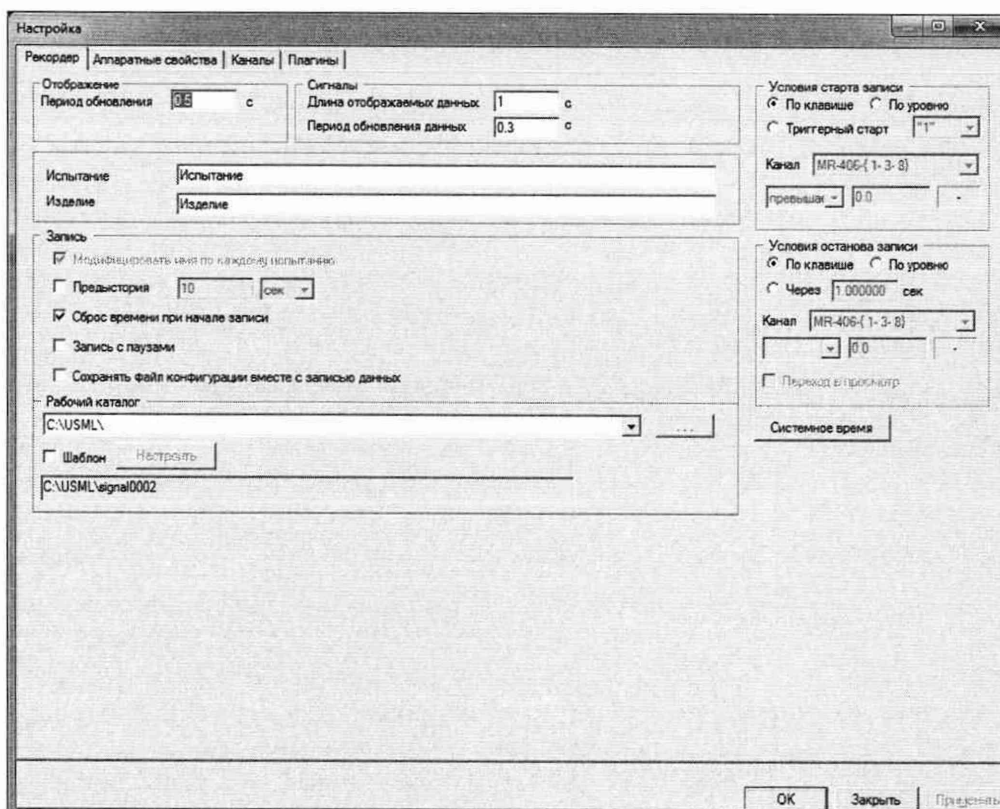 Настройка
Рекордер Аппаратные свойства Каналы Плагины
Отображение
Период обновления 0.5 с
Сигналы
Длина отображаемых данных 1 с
Период обновления данных 0.3 с
Испытание Испытание
Изделие Изделие
Запись
Модифицировать имя по каждому испытанию
Предыстория 10 сек
Сброс времени при начале записи
Запись с паузами
Сохранять файл конфигурации вместе с записью данных
Рабочий каталог
C:\USML\ ...
Шаблон Настроить
C:\USML\signal0002
Условия старта записи
По клавише По уровню
Триггерный старт "1"
Канал MR-406-{ 1- 3- 8}
превышає 0.0 -
Условия останова записи
По клавише По уровню
Через 1.000000 сек
Канал MR-406-{ 1- 3- 8}
0.0 -
Переход в просмотр
Системное время
OK Закрыть Применить